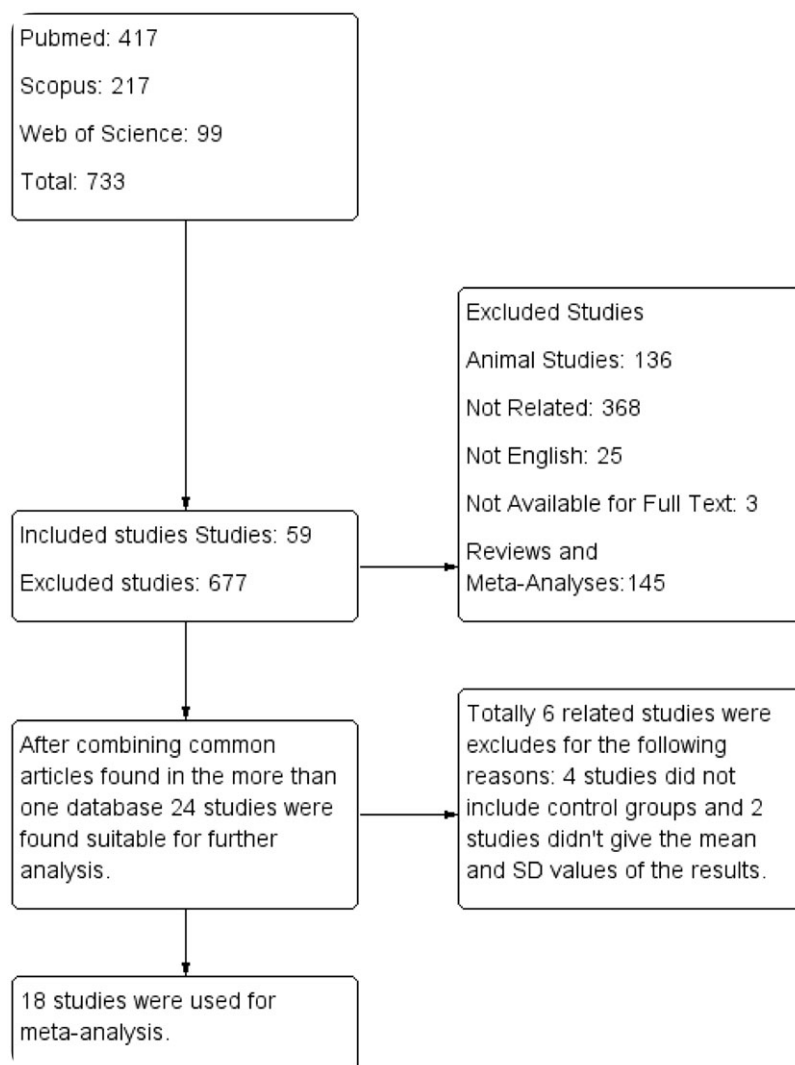 Pubmed: 417
Scopus: 217
Web of Science: 99
Total: 733
Excluded Studies
Animal Studies: 136
Not Related: 368
Not English: 25
Not Available for Full Text: 3
Reviews and
Meta-Analyses:145
Included studies Studies: 59
Excluded studies: 677
After combining common
articles found in the more than
one database 24 studies were
found suitable for further
analysis.
Totally 6 related studies were
excludes for the following
reasons: 4 studies did not
include control groups and 2
studies didn't give the mean
and SD values of the results.
18 studies were used for
meta-analysis.